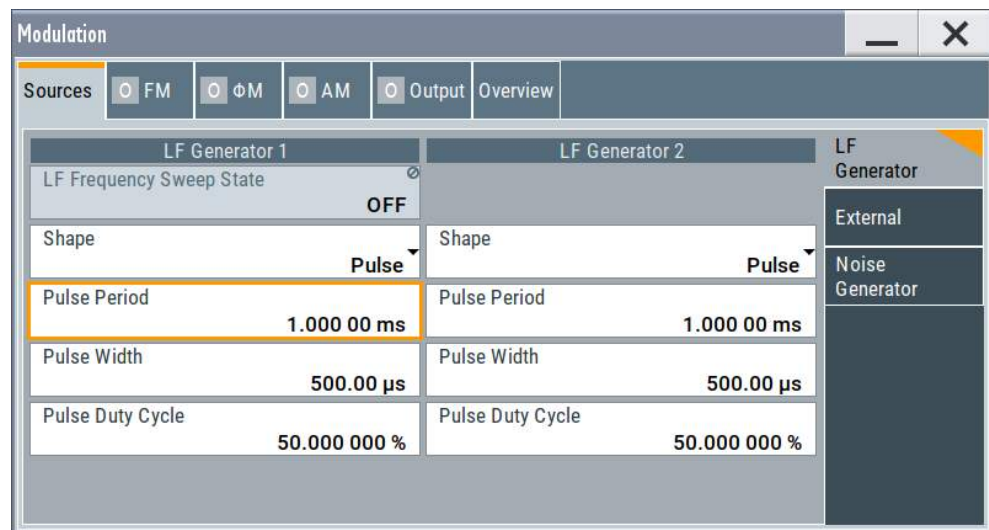 Modulation
Sources
O FM
O ΦM
O AM
O Output
Overview
LF Generator 1
LF Frequency Sweep State
OFF
Shape
Pulse
Pulse Period
1.000 00 ms
Pulse Width
500.00 µs
Pulse Duty Cycle
50.000 000 %
LF Generator 2
Shape
Pulse
Pulse Period
1.000 00 ms
Pulse Width
500.00 µs
Pulse Duty Cycle
50.000 000 %
LF
Generator
External
Noise
Generator